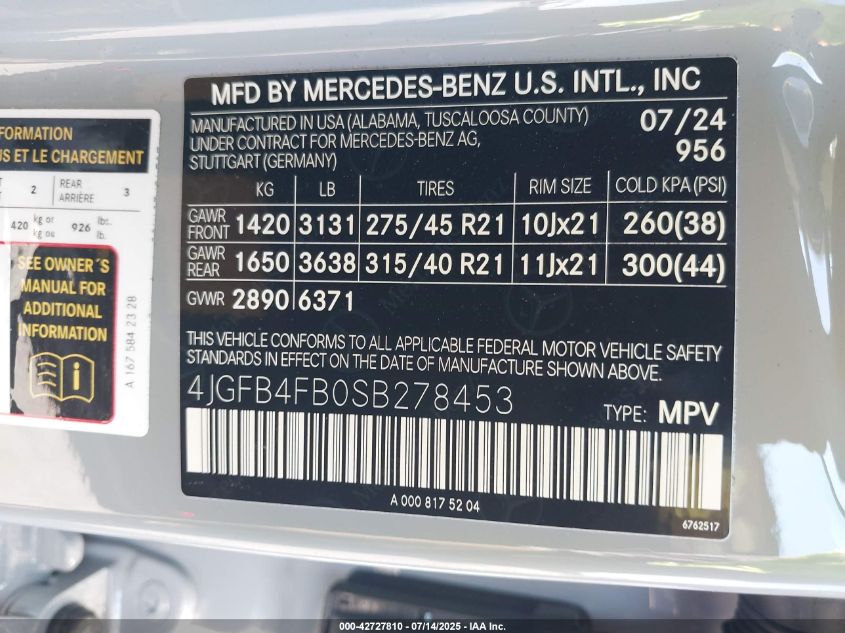 FORMATION
US ET LE CHARGEMENT
2 REAR 3
ARRIÈRE
420 kg or 926 lbs.
kg ou lb.
SEE OWNER'S
MANUAL FOR
ADDITIONAL
INFORMATION
A 167 584 23 28
MFD BY MERCEDES-BENZ U.S. INTL., INC
MANUFACTURED IN USA (ALABAMA, TUSCALOOSA COUNTY) 07/24
UNDER CONTRACT FOR MERCEDES-BENZ AG, 956
STUTTGART (GERMANY)
KG LB TIRES RIM SIZE COLD KPA (PSI)
GAWR FRONT 1420 3131 275/45 R21 10Jx21 260(38)
GAWR REAR 1650 3638 315/40 R21 11Jx21 300(44)
GVWR 2890 6371
THIS VEHICLE CONFORMS TO ALL APPLICABLE FEDERAL MOTOR VEHICLE SAFETY
STANDARDS IN EFFECT ON THE DATE OF MANUFACTURE SHOWN ABOVE.
4JGFB4FB0SB278453 TYPE: MPV
A 000 817 52 04
6762517
000-42727810 - 07/14/2025 - IAA Inc.